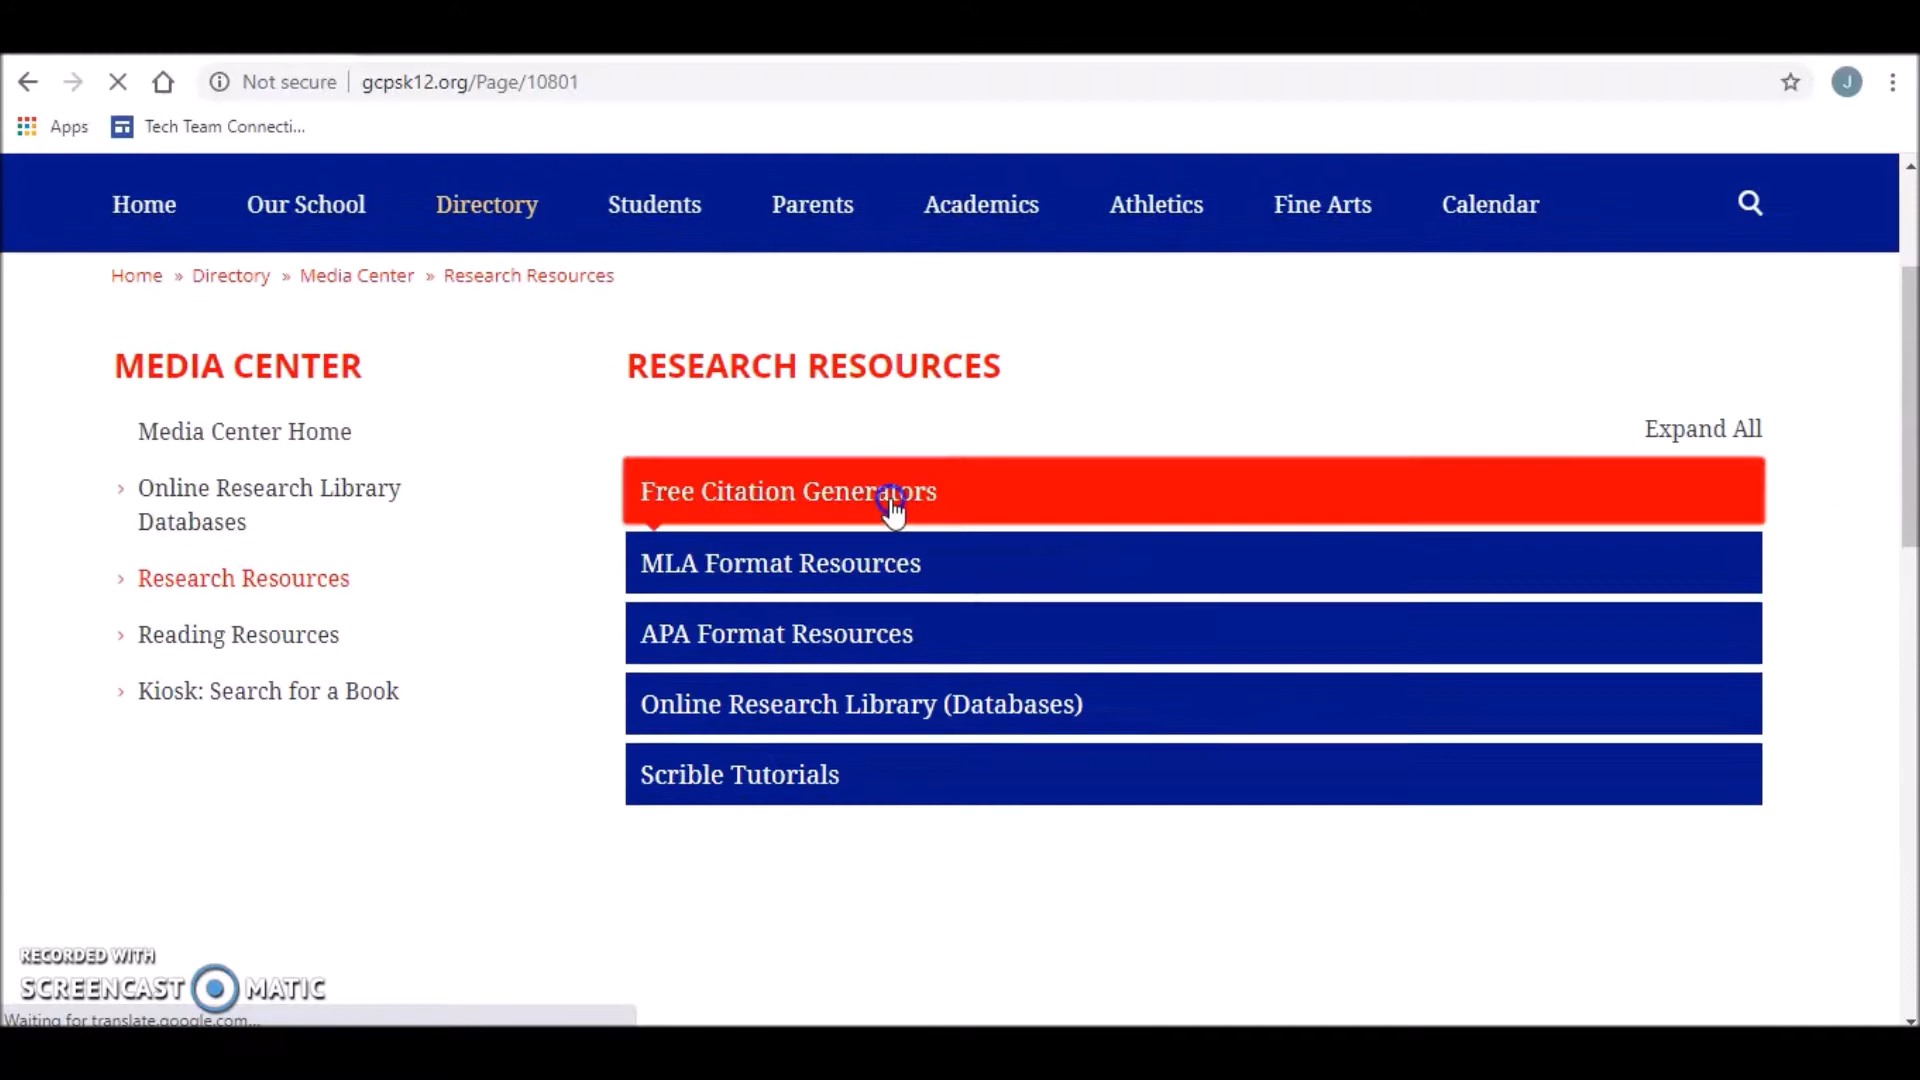 Not secure | gcpsk12.org/Page/10801
J
Apps Tech Team Connecti...
Home Our School Directory Students Parents Academics Athletics Fine Arts Calendar
Home » Directory » Media Center » Research Resources
MEDIA CENTER
Media Center Home
› Online Research Library
Databases
› Research Resources
› Reading Resources
› Kiosk: Search for a Book
RESEARCH RESOURCES
Expand All
Free Citation Generators
MLA Format Resources
APA Format Resources
Online Research Library (Databases)
Scrible Tutorials
RECORDED WITH
SCREENCAST MATIC
Waiting for translate.google.com...